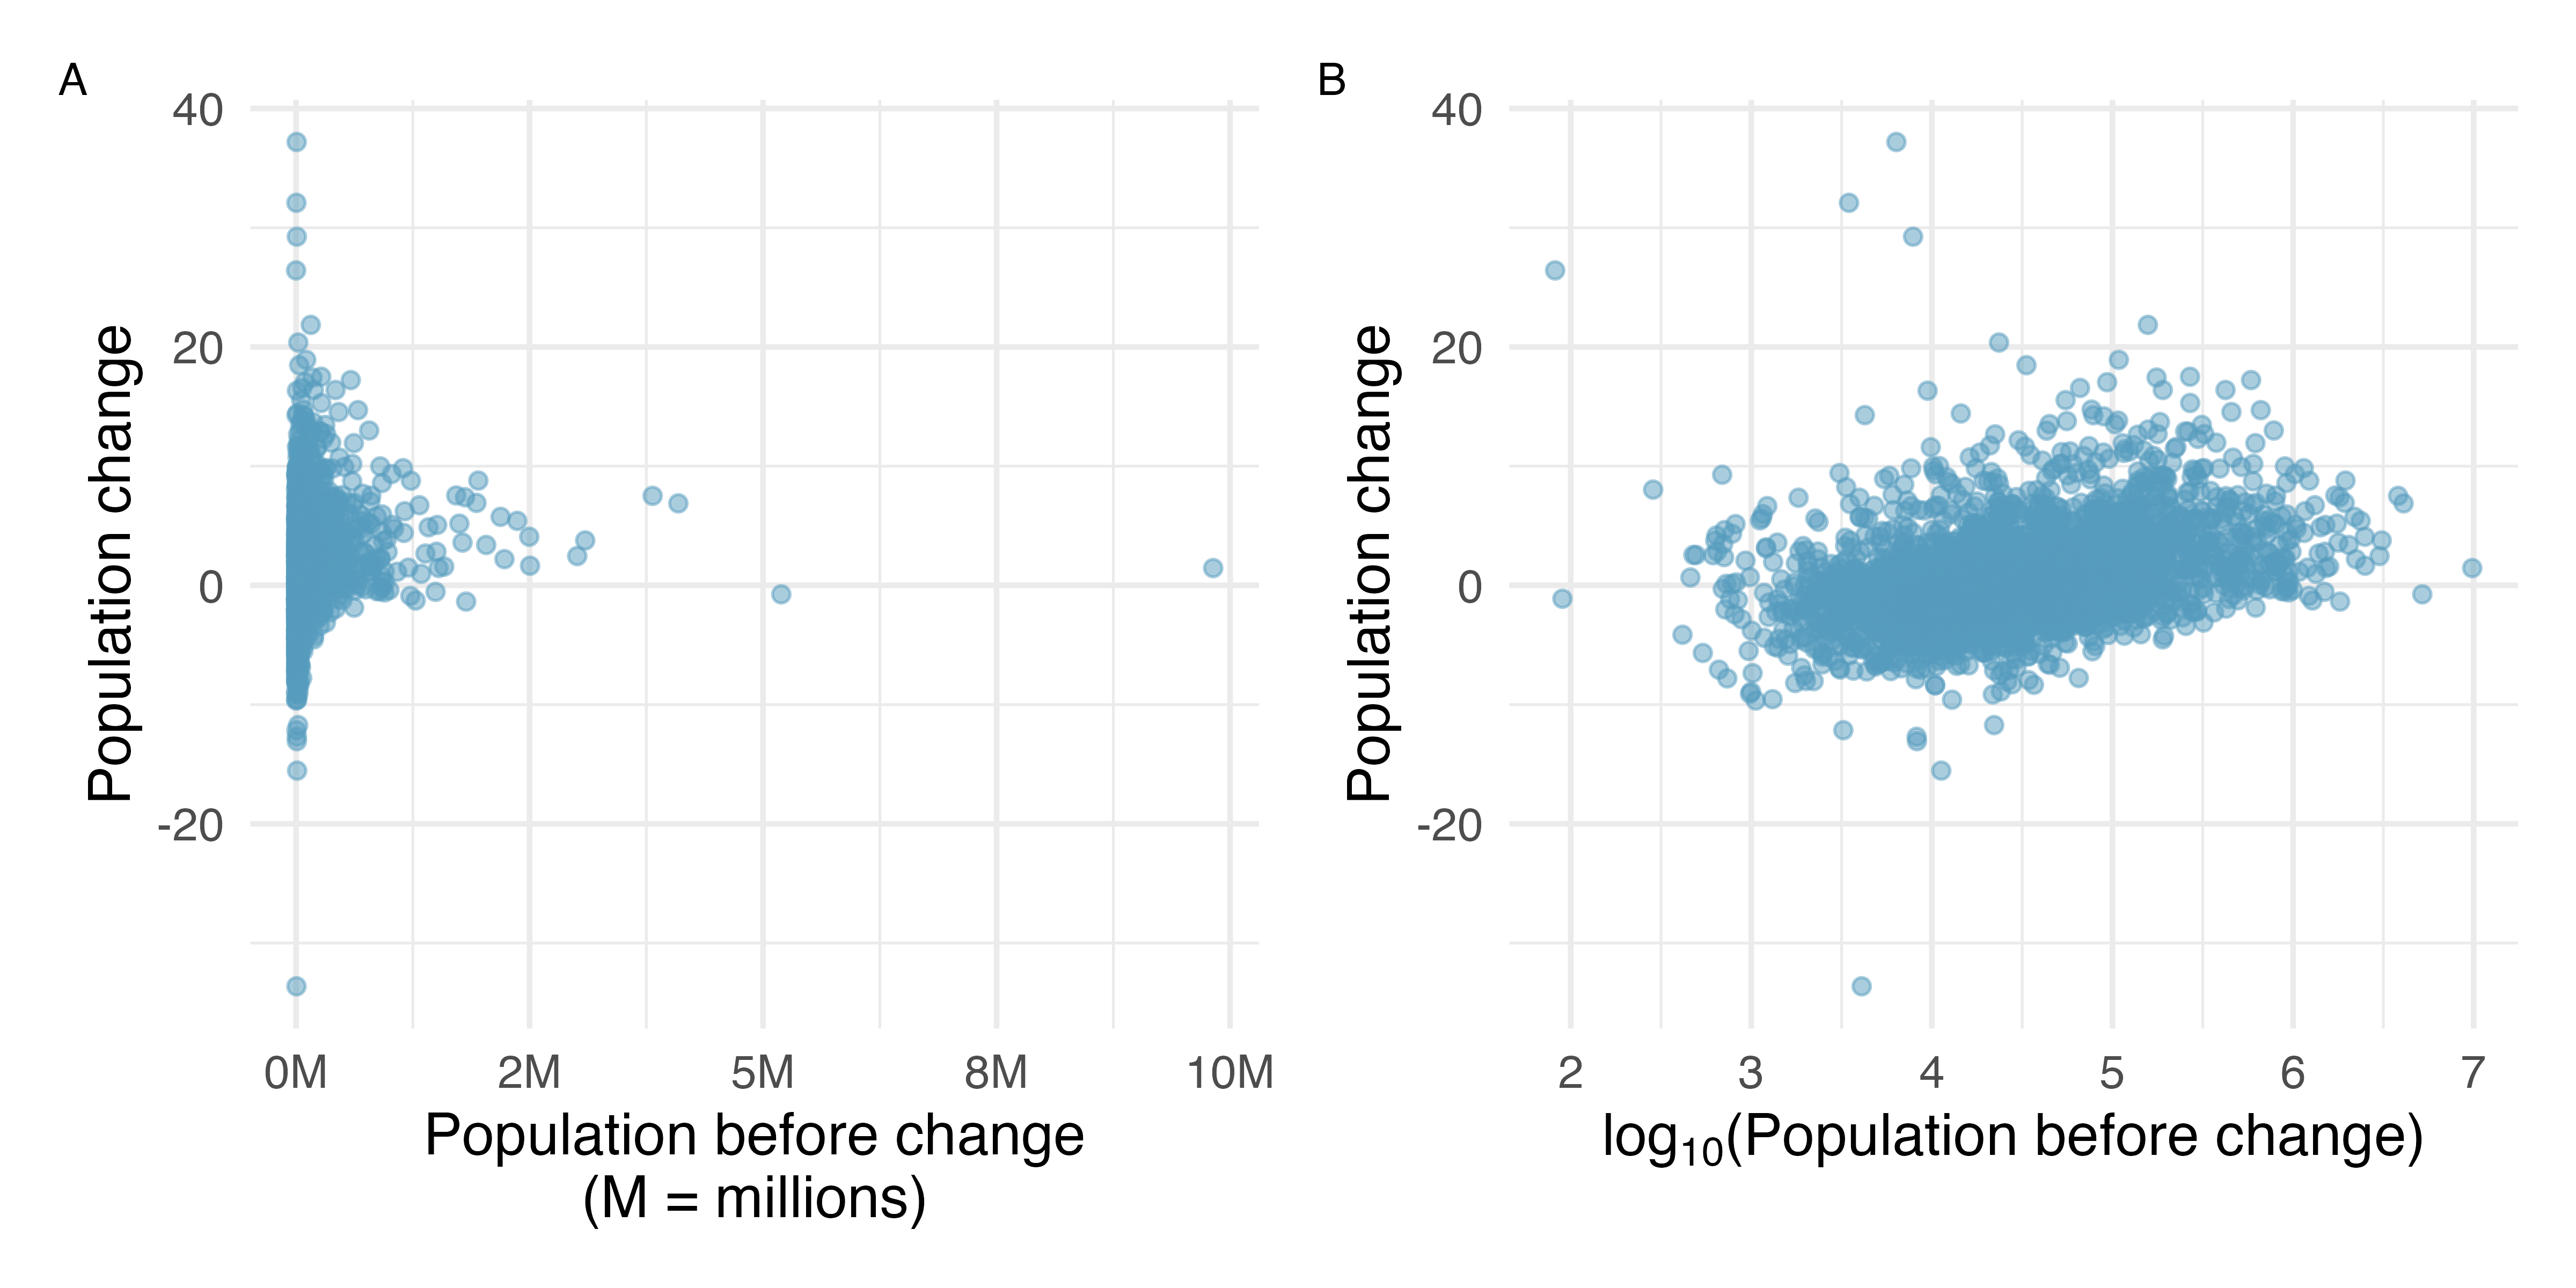 A
40
20
0
-20
Population change
0M 2M 5M 8M 10M
Population before change
(M = millions)
B
40
20
0
-20
Population change
2 3 4 5 6 7
log₁₀(Population before change)